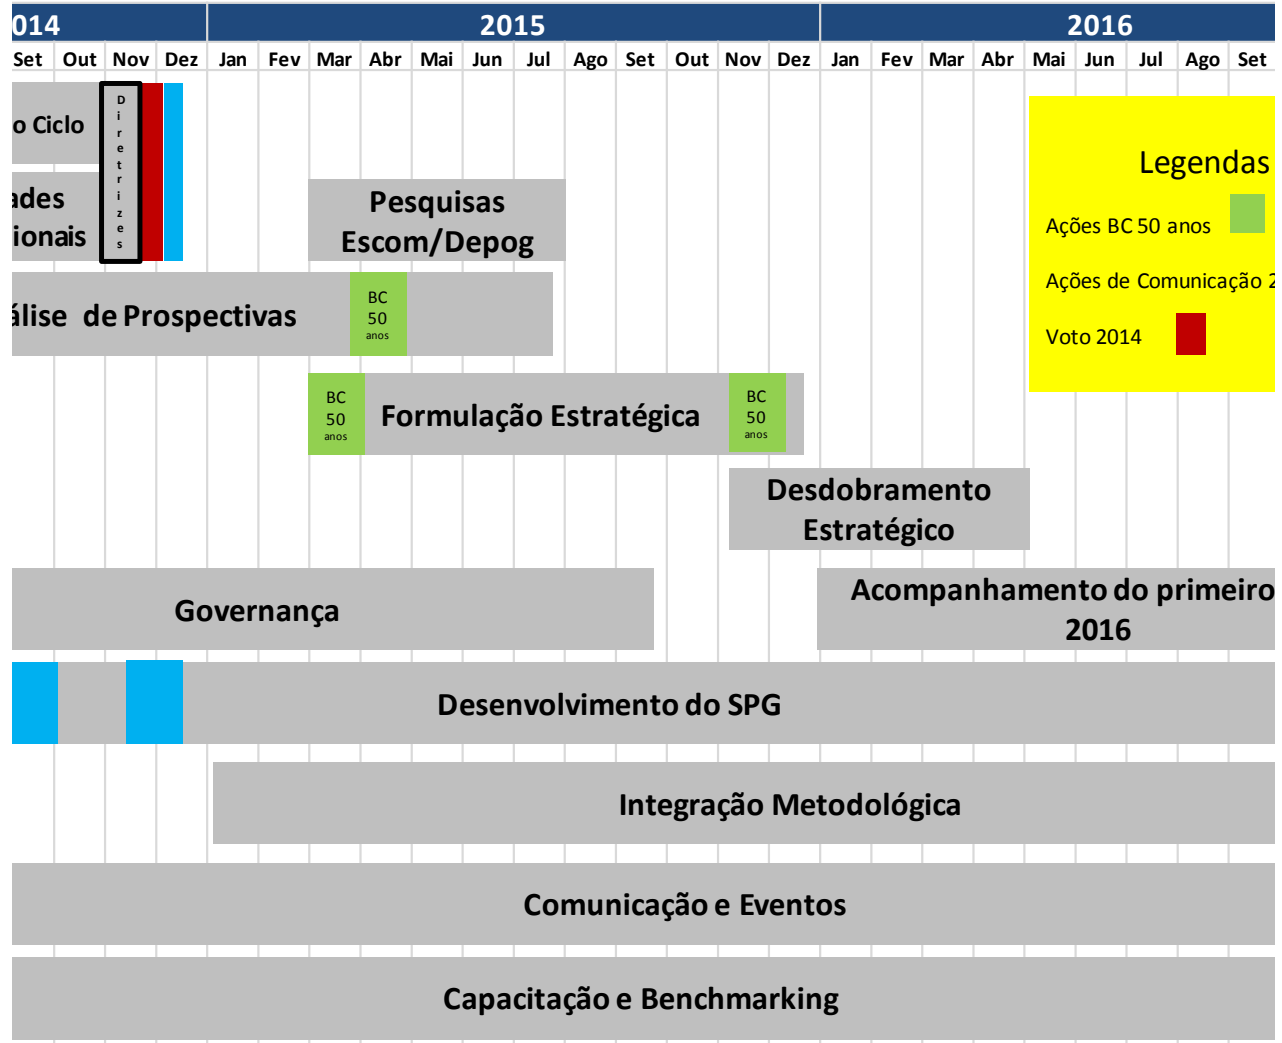 014 2015 2016
Set Out Nov Dez Jan Fev Mar Abr Mai Jun Jul Ago Set Out Nov Dez Jan Fev Mar Abr Mai Jun Jul Ago Set
o Ciclo
Diretrizes
ades
ionais
Pesquisas
Escom/Depog
Legendas
Ações BC 50 anos
Ações de Comunicação 2
Voto 2014
álise de Prospectivas
BC
50
anos
BC
50
anos
Formulação Estratégica
BC
50
anos
Desdobramento
Estratégico
Governança
Acompanhamento do primeiro
2016
Desenvolvimento do SPG
Integração Metodológica
Comunicação e Eventos
Capacitação e Benchmarking